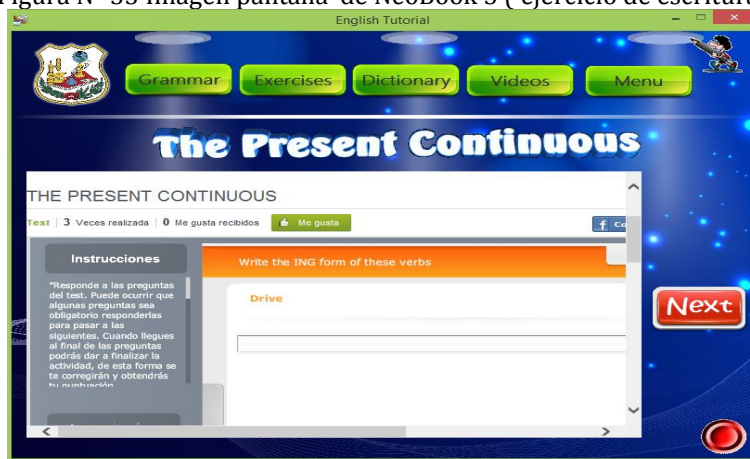 Figura N° 35 Imagen pantalla de NeoBook 5 ( ejercicio de escritura
English Tutorial
Grammar Exercises Dictionary Videos Menu
The Present Continuous
THE PRESENT CONTINUOUS
Test | 3 Veces realizada | 0 Me gusta recibidos Me gusta
Instrucciones
Write the ING form of these verbs
"Responde a las preguntas
del test. Puede ocurrir que
algunas preguntas sea
obligatorio responderlas
para pasar a las
siguientes. Cuando llegues
al final de las preguntas
podrás dar a finalizar la
actividad, de esta forma se
te corregirán y obtendrás
tu puntuación
Drive
Next